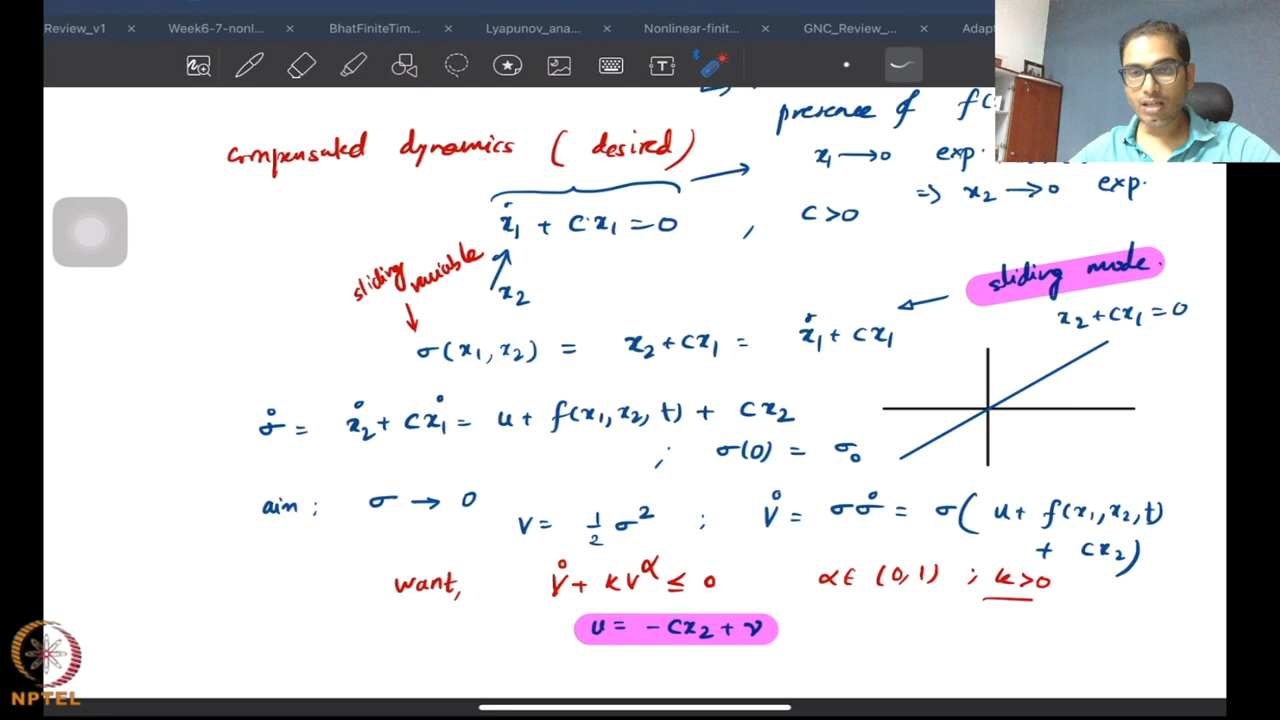 Review_v1 Week6-7-nonl... BhatFiniteTim... Lyapunov_ana... Nonlinear-finit... GNC_Review_... Adap
presence of f(
compensated dynamics (desired)
x₁ → 0 exp.
⇒ x₂ → 0 exp.
ẋ₁ + cx₁ = 0 , c>0
sliding variable
x₂
sliding mode.
x₂ + cx₁ = 0
σ(x₁, x₂) = x₂ + cx₁ = ẋ₁ + cx₁
σ̇ = ẋ₂ + cẋ₁ = u + f(x₁, x₂, t) + cx₂
; σ(0) = σ₀
aim : σ → 0
V = 1/2 σ² ; V̇ = σσ̇ = σ( u + f(x₁, x₂, t)
+ cx₂)
want, V̇ + kV^α ≤ 0 α ∈ (0, 1) ; k>0
u = -cx₂ + ν
NPTEL